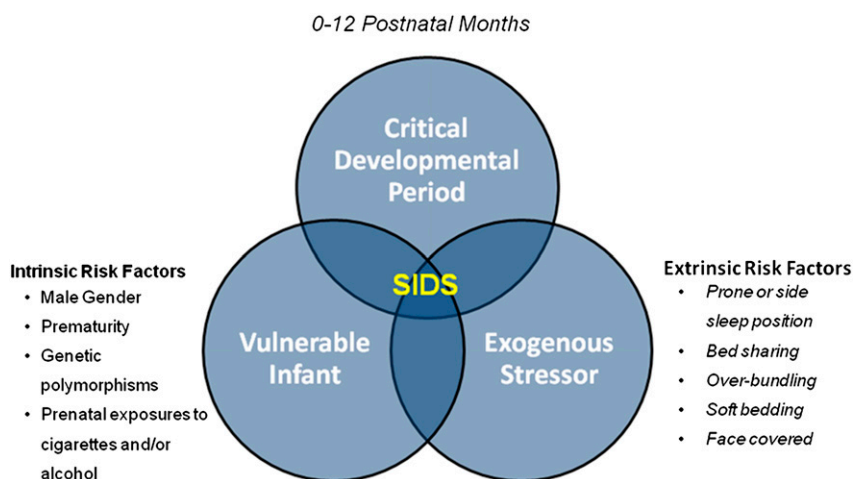 0-12 Postnatal Months
Critical
Developmental
Period
Intrinsic Risk Factors
• Male Gender
• Prematurity
• Genetic
polymorphisms
• Prenatal exposures to
cigarettes and/or
alcohol
SIDS
Vulnerable
Infant
Exogenous
Stressor
Extrinsic Risk Factors
• Prone or side
sleep position
• Bed sharing
• Over-bundling
• Soft bedding
• Face covered